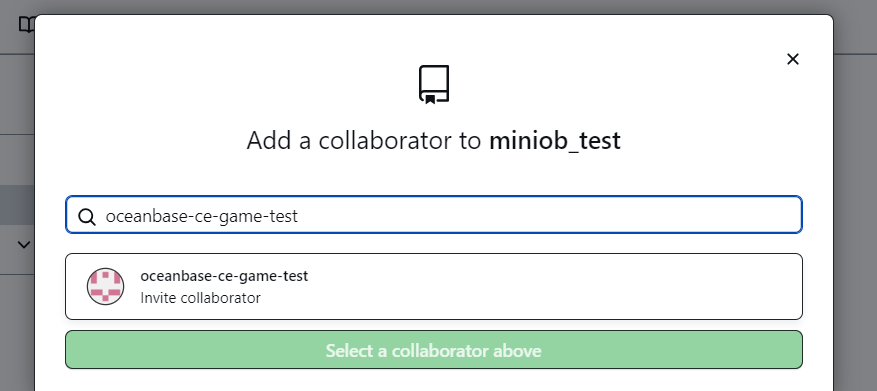 Add a collaborator to miniob_test
oceanbase-ce-game-test
oceanbase-ce-game-test
Invite collaborator
Select a collaborator above